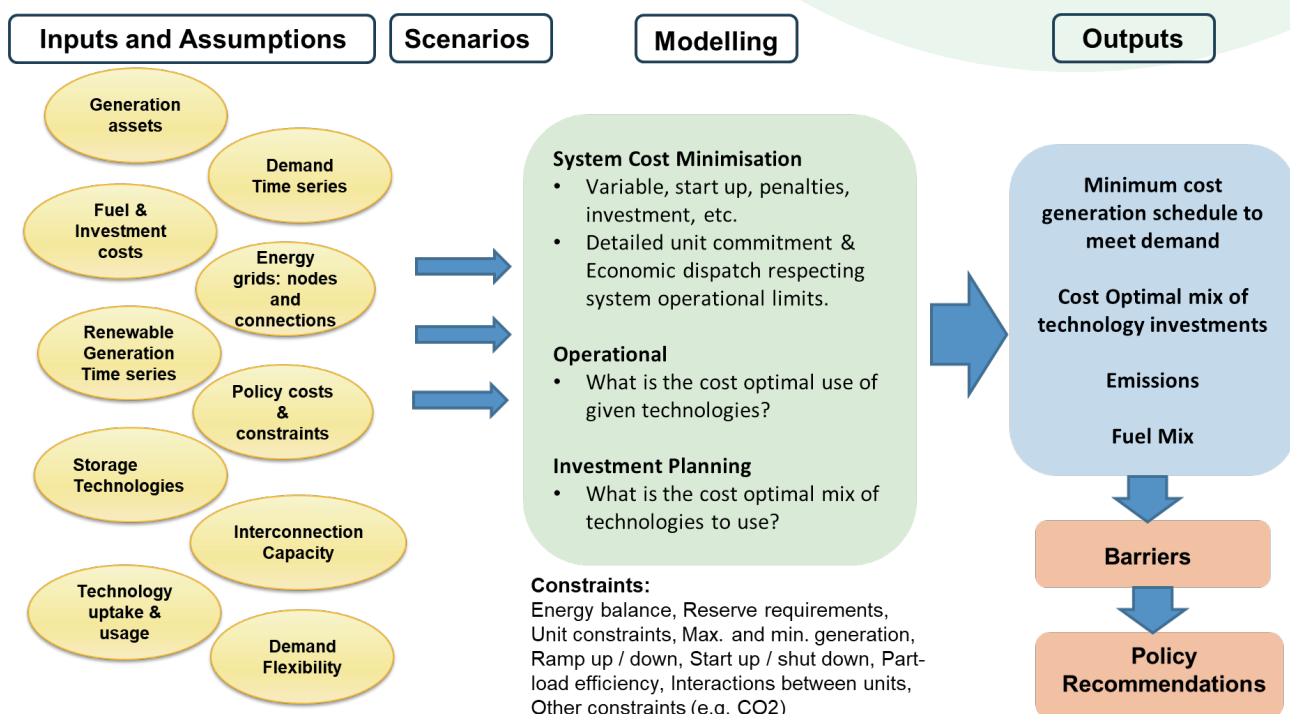 Inputs and Assumptions
Scenarios
Modelling
Outputs
Generation
assets
Demand
Time series
Fuel &
Investment
costs
Energy
grids: nodes
and
connections
Renewable
Generation
Time series
Policy costs
&
constraints
Storage
Technologies
Interconnection
Capacity
Technology
uptake &
usage
Demand
Flexibility
System Cost Minimisation
• Variable, start up, penalties,
investment, etc.
• Detailed unit commitment &
Economic dispatch respecting
system operational limits.
Operational
• What is the cost optimal use of
given technologies?
Investment Planning
• What is the cost optimal mix of
technologies to use?
Constraints:
Energy balance, Reserve requirements,
Unit constraints, Max. and min. generation,
Ramp up / down, Start up / shut down, Part-
load efficiency, Interactions between units,
Other constraints (e.g. CO2)
Minimum cost
generation schedule to
meet demand
Cost Optimal mix of
technology investments
Emissions
Fuel Mix
Barriers
Policy
Recommendations